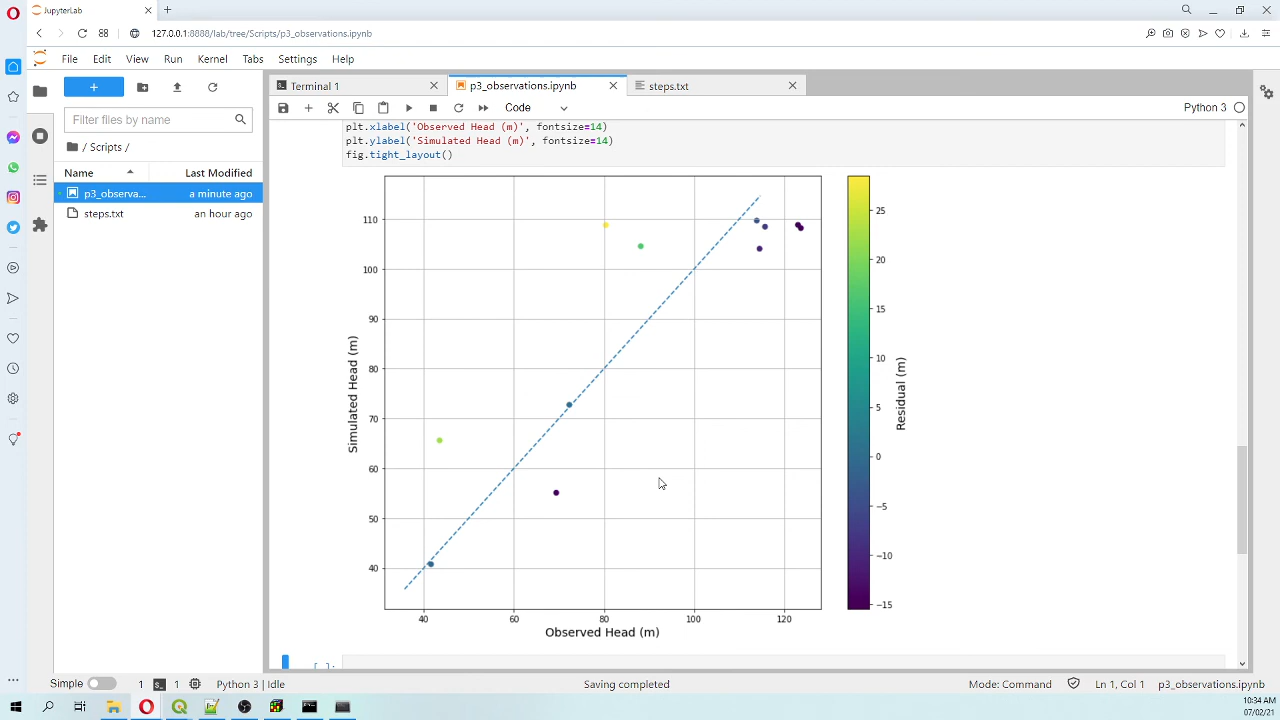 JupyterLab
127.0.0.1:8888/lab/tree/Scripts/p3_observations.ipynb
File Edit View Run Kernel Tabs Settings Help
Terminal 1
p3_observations.ipynb
steps.txt
Code
Python 3
Filter files by name
/ Scripts /
Name Last Modified
p3_observa... a minute ago
steps.txt an hour ago
plt.xlabel('Observed Head (m)', fontsize=14)
plt.ylabel('Simulated Head (m)', fontsize=14)
fig.tight_layout()
110
100
90
80
70
60
50
40
Simulated Head (m)
40 60 80 100 120
Observed Head (m)
25
20
15
10
5
0
−5
−10
−15
Residual (m)
[ ]:
Simple 1 1 Python 3 | Idle Saving completed Mode: Command Ln 1, Col 1 p3_observations.ipynb
10:34 AM
07/02/21